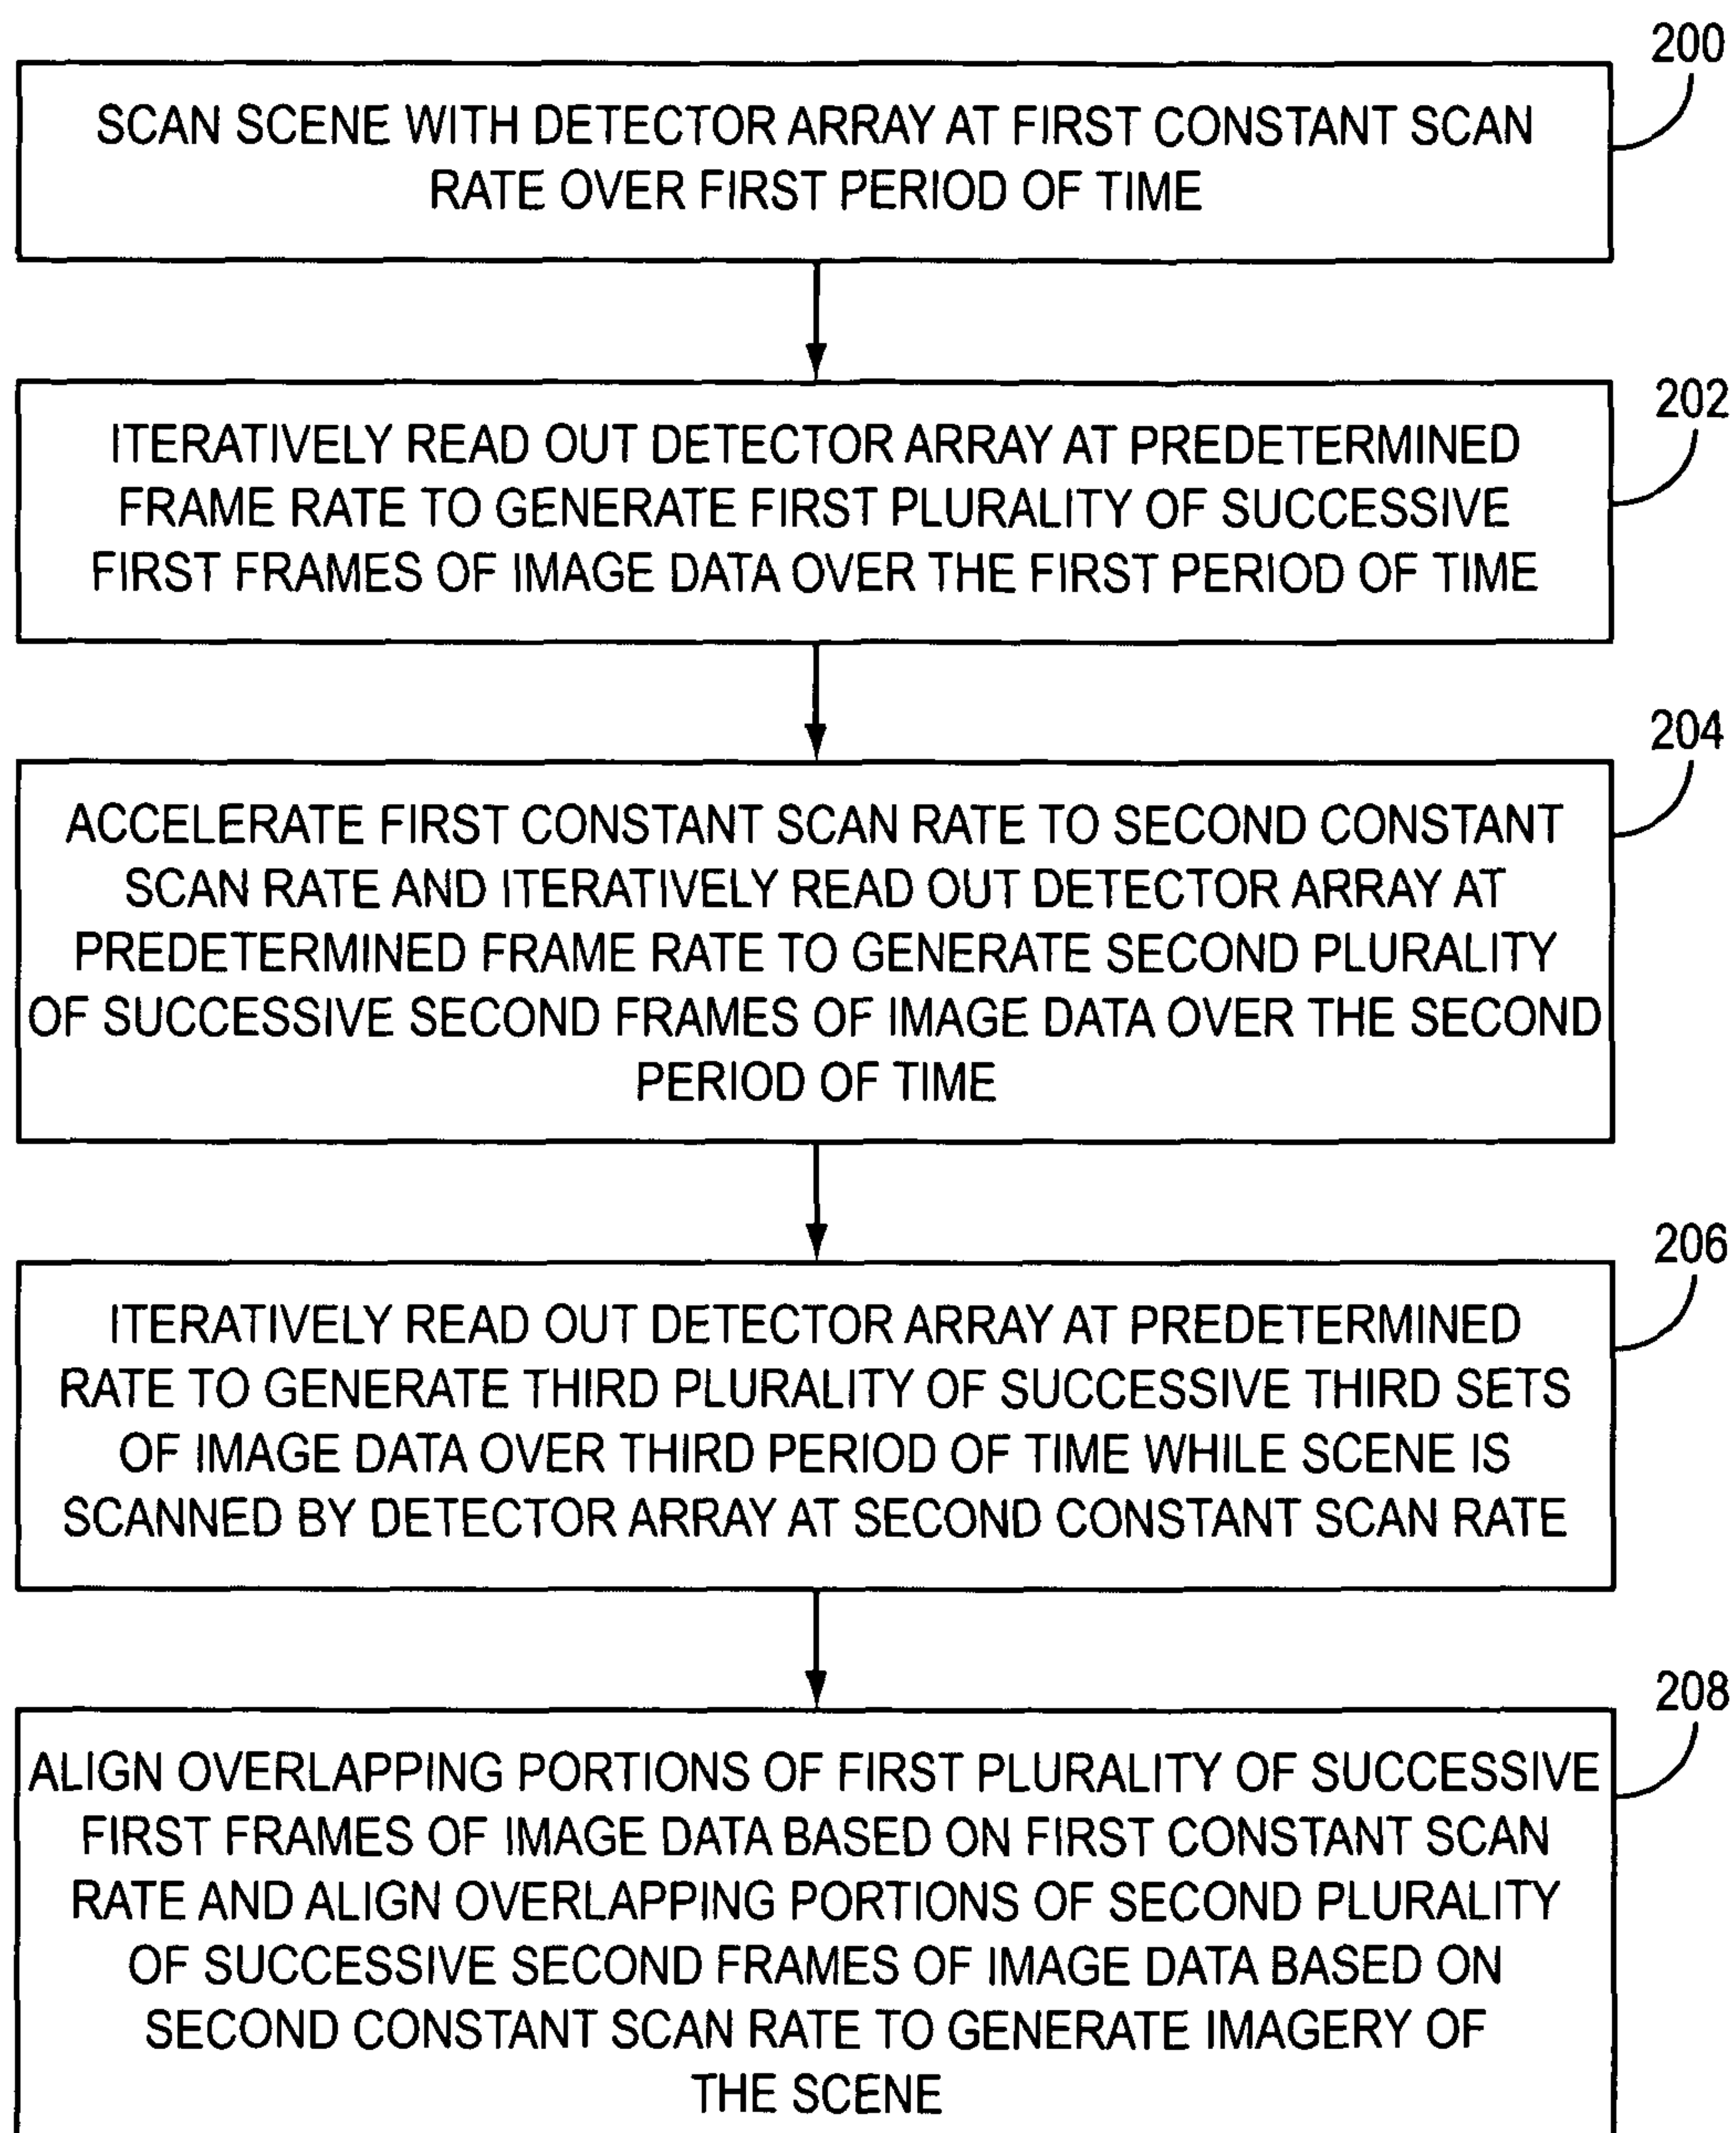 200
SCAN SCENE WITH DETECTOR ARRAY AT FIRST CONSTANT SCAN
RATE OVER FIRST PERIOD OF TIME
202
ITERATIVELY READ OUT DETECTOR ARRAY AT PREDETERMINED
FRAME RATE TO GENERATE FIRST PLURALITY OF SUCCESSIVE
FIRST FRAMES OF IMAGE DATA OVER THE FIRST PERIOD OF TIME
204
ACCELERATE FIRST CONSTANT SCAN RATE TO SECOND CONSTANT
SCAN RATE AND ITERATIVELY READ OUT DETECTOR ARRAY AT
PREDETERMINED FRAME RATE TO GENERATE SECOND PLURALITY
OF SUCCESSIVE SECOND FRAMES OF IMAGE DATA OVER THE SECOND
PERIOD OF TIME
206
ITERATIVELY READ OUT DETECTOR ARRAY AT PREDETERMINED
RATE TO GENERATE THIRD PLURALITY OF SUCCESSIVE THIRD SETS
OF IMAGE DATA OVER THIRD PERIOD OF TIME WHILE SCENE IS
SCANNED BY DETECTOR ARRAY AT SECOND CONSTANT SCAN RATE
208
ALIGN OVERLAPPING PORTIONS OF FIRST PLURALITY OF SUCCESSIVE
FIRST FRAMES OF IMAGE DATA BASED ON FIRST CONSTANT SCAN
RATE AND ALIGN OVERLAPPING PORTIONS OF SECOND PLURALITY
OF SUCCESSIVE SECOND FRAMES OF IMAGE DATA BASED ON
SECOND CONSTANT SCAN RATE TO GENERATE IMAGERY OF
THE SCENE